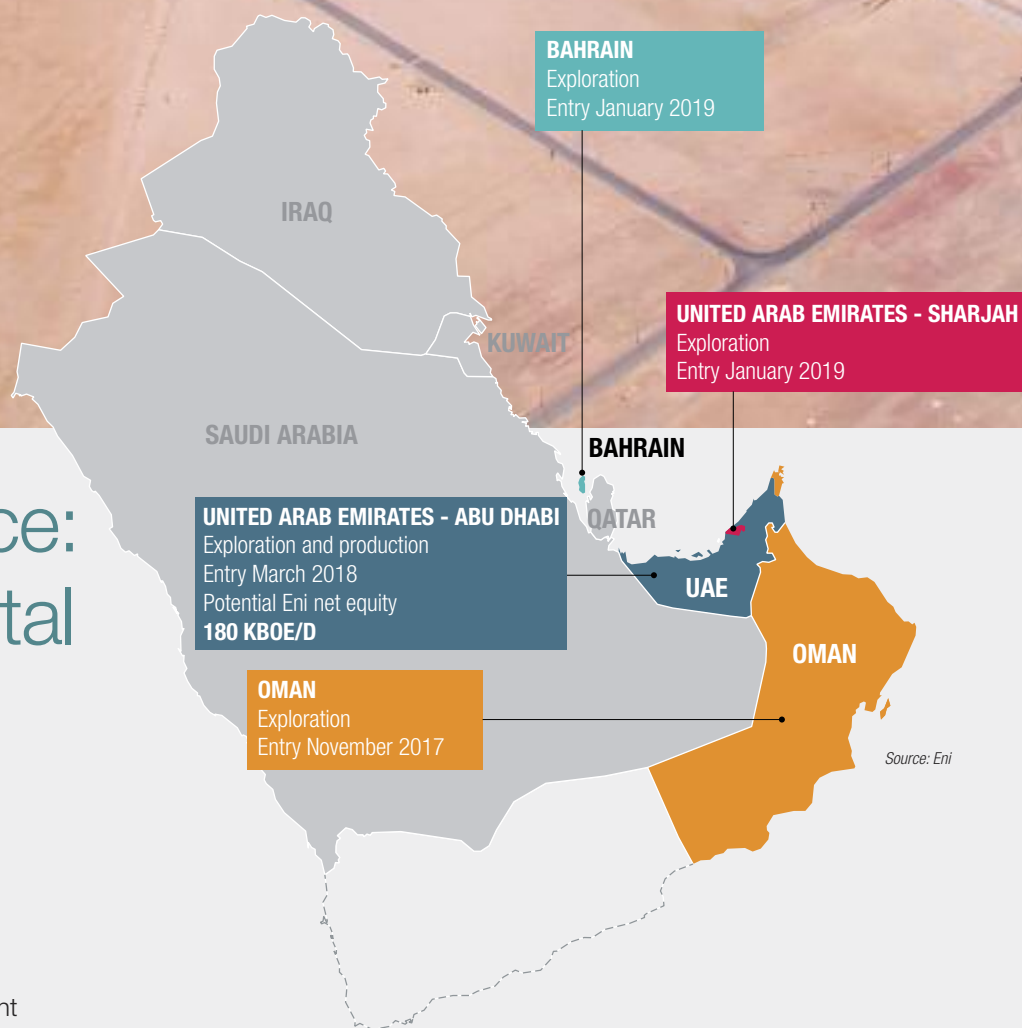 BAHRAIN
Exploration
Entry January 2019
IRAQ
UNITED ARAB EMIRATES - SHARJAH
Exploration
Entry January 2019
KUWAIT
SAUDI ARABIA
BAHRAIN
QATAR
UNITED ARAB EMIRATES - ABU DHABI
Exploration and production
Entry March 2018
Potential Eni net equity
180 KBOE/D
UAE
OMAN
OMAN
Exploration
Entry November 2017
Source: Eni
ce:
tal
nt